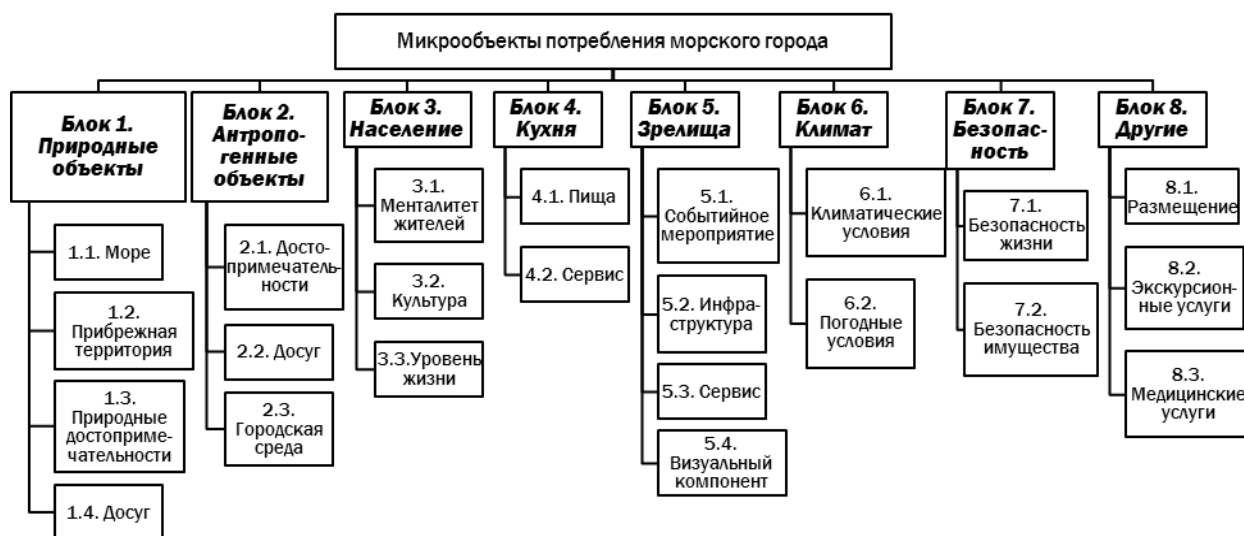 Микрообъекты потребления морского города
Блок 1.
Природные
объекты
1.1. Море
1.2.
Прибрежная
территория
1.3.
Природные
достопримe-
чательности
1.4. Досуг
Блок 2.
Антропо-
генные
объекты
2.1. Досто-
примечатель-
ности
2.2. Досуг
2.3.
Городская
среда
Блок 3.
Население
3.1.
Менталитет
жителей
3.2.
Культура
3.3.Уровень
жизни
Блок 4.
Кухня
4.1. Пища
4.2. Сервис
Блок 5.
Зрелища
5.1.
Событийное
мероприятие
5.2. Инфра-
структура
5.3. Сервис
5.4.
Визуальный
компонент
Блок 6.
Климат
6.1.
Климатические
условия
6.2.
Погодные
условия
Блок 7.
Безопас-
ность
7.1.
Безопасность
жизни
7.2.
Безопасность
имущества
Блок 8.
Другие
8.1.
Размещение
8.2.
Экскурсион-
ные услуги
8.3.
Медицинские
услуги